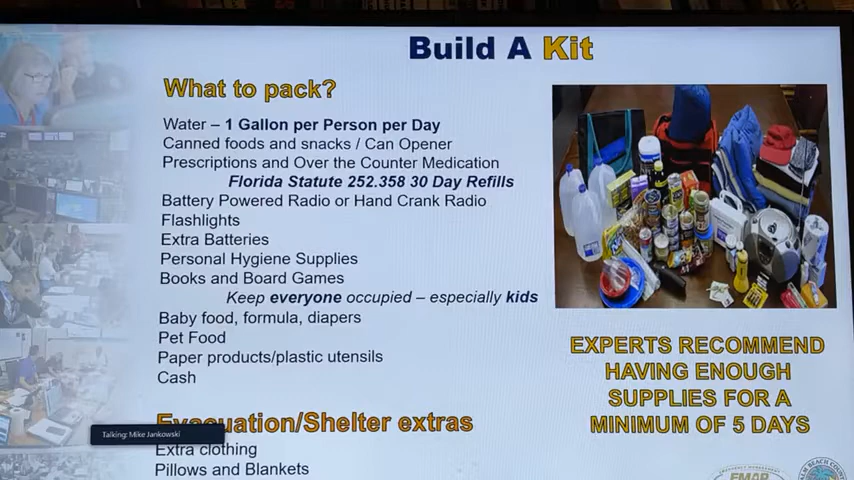 Build A Kit
What to pack?
Water – 1 Gallon per Person per Day
Canned foods and snacks / Can Opener
Prescriptions and Over the Counter Medication
Florida Statute 252.358 30 Day Refills
Battery Powered Radio or Hand Crank Radio
Flashlights
Extra Batteries
Personal Hygiene Supplies
Books and Board Games
Keep everyone occupied – especially kids
Baby food, formula, diapers
Pet Food
Paper products/plastic utensils
Cash
EXPERTS RECOMMEND
HAVING ENOUGH
SUPPLIES FOR A
MINIMUM OF 5 DAYS
Evacuation/Shelter extras
Talking: Mike Jankowski
Extra clothing
Pillows and Blankets
EMAP